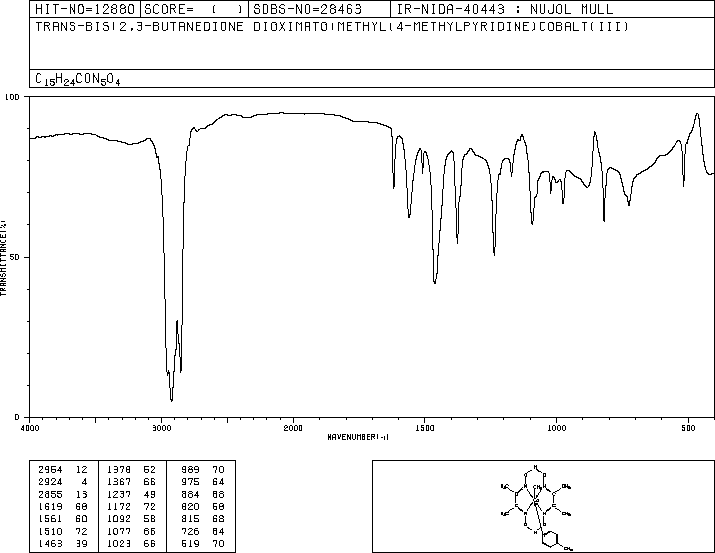 HIT-NO=12880 SCORE= ( ) SDBS-NO=28463 IR-NIDA-40443 : NUJOL MULL
TRANS-BIS(2,3-BUTANEDIONE DIOXIMATO)METHYL(4-METHYLPYRIDINE)COBALT(III)
C15H24CON5O4
100
50
0
TRANSMITTANCE(%)
4000 3000 2000 1500 1000 500
WAVENUMBER(-1)
2954 12 1378 52 989 70
2924 4 1367 66 975 64
2855 13 1237 49 884 68
1619 68 1172 72 820 60
1561 60 1092 58 815 68
1510 72 1077 66 726 64
1463 39 1023 66 519 70